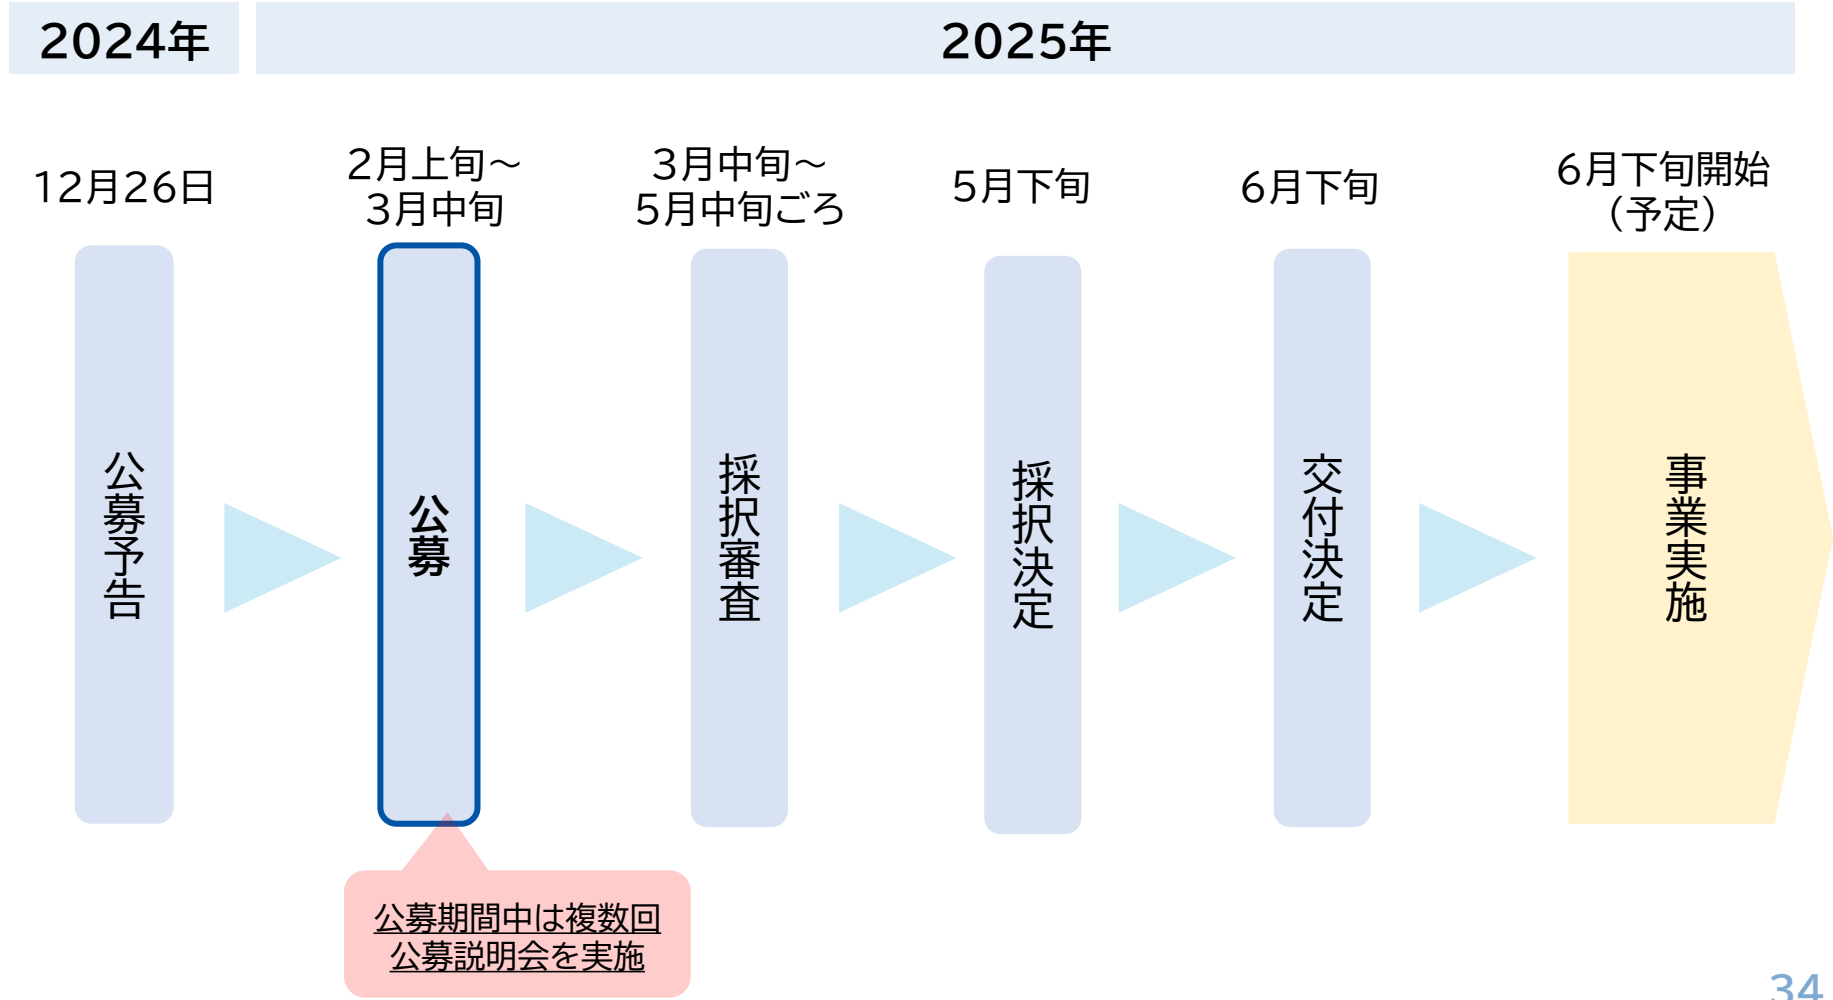 2024年
2025年
12月26日
2月上旬～
3月中旬
3月中旬～
5月中旬ごろ
5月下旬
6月下旬
6月下旬開始
（予定）
公募予告
公募
採択審査
採択決定
交付決定
事業実施
公募期間中は複数回
公募説明会を実施
34